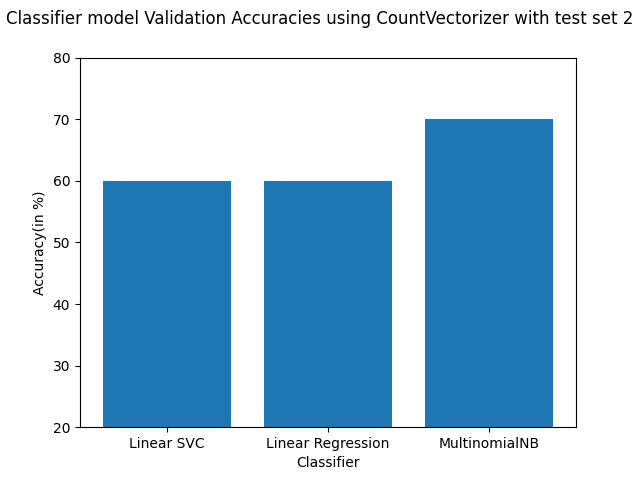 Classifier model Validation Accuracies using CountVectorizer with test set 2
80
70
60
50
40
30
20
Accuracy(in %)
Linear SVC
Linear Regression
MultinomialNB
Classifier